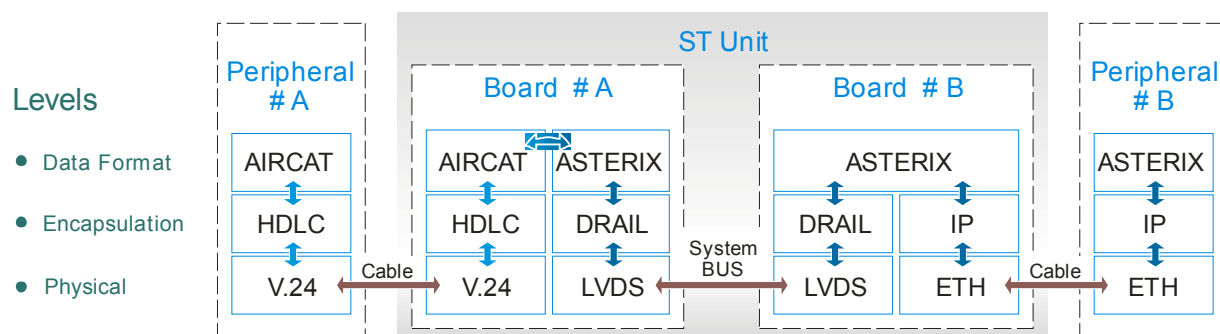 ST Unit
Levels
Data Format
Encapsulation
Physical
Peripheral
# A
AIRCAT
HDLC
V.24
Cable
Board # A
AIRCAT ASTERIX
HDLC DRAIL
V.24 LVDS
System
BUS
Board # B
ASTERIX
DRAIL IP
LVDS ETH
Cable
Peripheral
# B
ASTERIX
IP
ETH